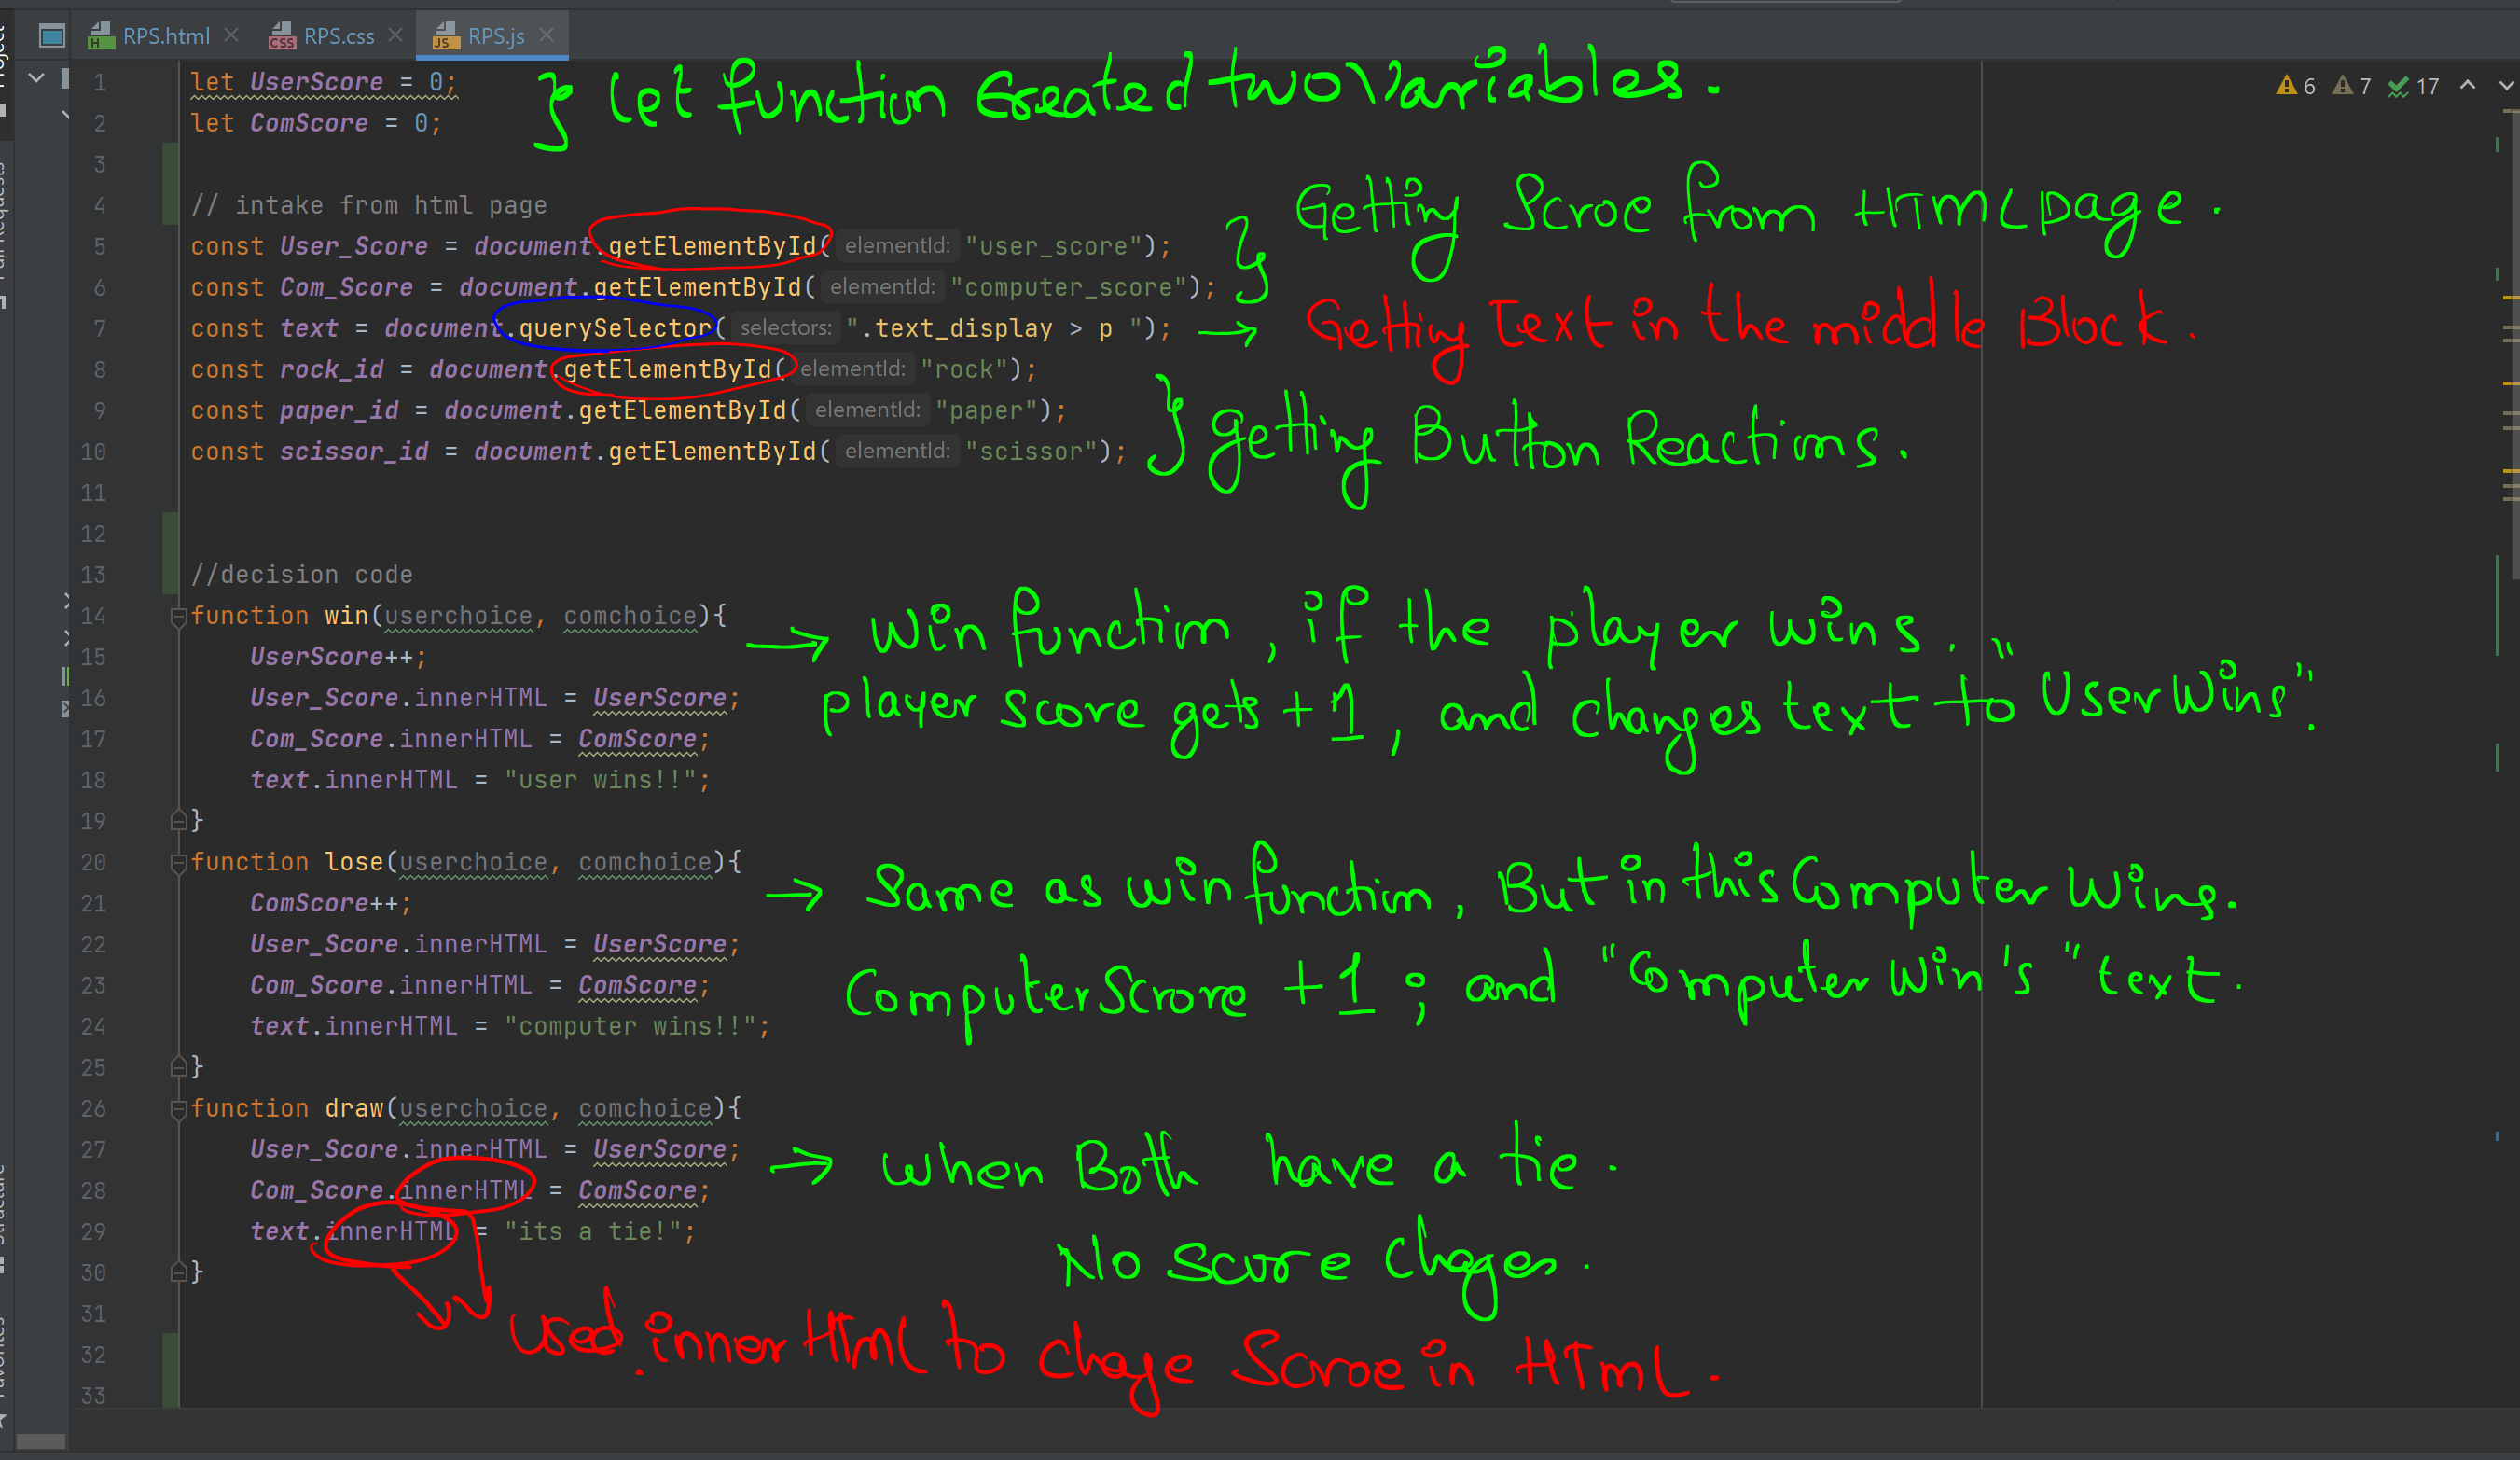 Project
RPS.html RPS.css RPS.js
6 7 17
1 let UserScore = 0;
2 let ComScore = 0;
} let function Created two Variables.
3
4 // intake from html page
5 const User_Score = document.getElementById( elementId: "user_score");
6 const Com_Score = document.getElementById( elementId: "computer_score");
} Getting Scroe from HTML page.
7 const text = document.querySelector( selectors: ".text_display > p ");
→ Getting Text in the middle Block.
8 const rock_id = document.getElementById( elementId: "rock");
9 const paper_id = document.getElementById( elementId: "paper");
10 const scissor_id = document.getElementById( elementId: "scissor");
} getting Button Reactions.
11
12
13 //decision code
14 function win(userchoice, comchoice){
15 UserScore++;
16 User_Score.innerHTML = UserScore;
17 Com_Score.innerHTML = ComScore;
18 text.innerHTML = "user wins!!";
19 }
→ Win function, if the player wins.
player score gets +1, and changes text to "User Wins".
20 function lose(userchoice, comchoice){
21 ComScore++;
22 User_Score.innerHTML = UserScore;
23 Com_Score.innerHTML = ComScore;
24 text.innerHTML = "computer wins!!";
25 }
→ Same as win function, But in this Computer Wins.
Computer Scrore +1; and "Computer Win's" text.
26 function draw(userchoice, comchoice){
27 User_Score.innerHTML = UserScore;
28 Com_Score.innerHTML = ComScore;
29 text.innerHTML = "its a tie!";
30 }
→ when Both have a tie.
No score Chages.
31
32
33
Used .innerHtml to chage Scroe in HTmL.
Structure
Favorites